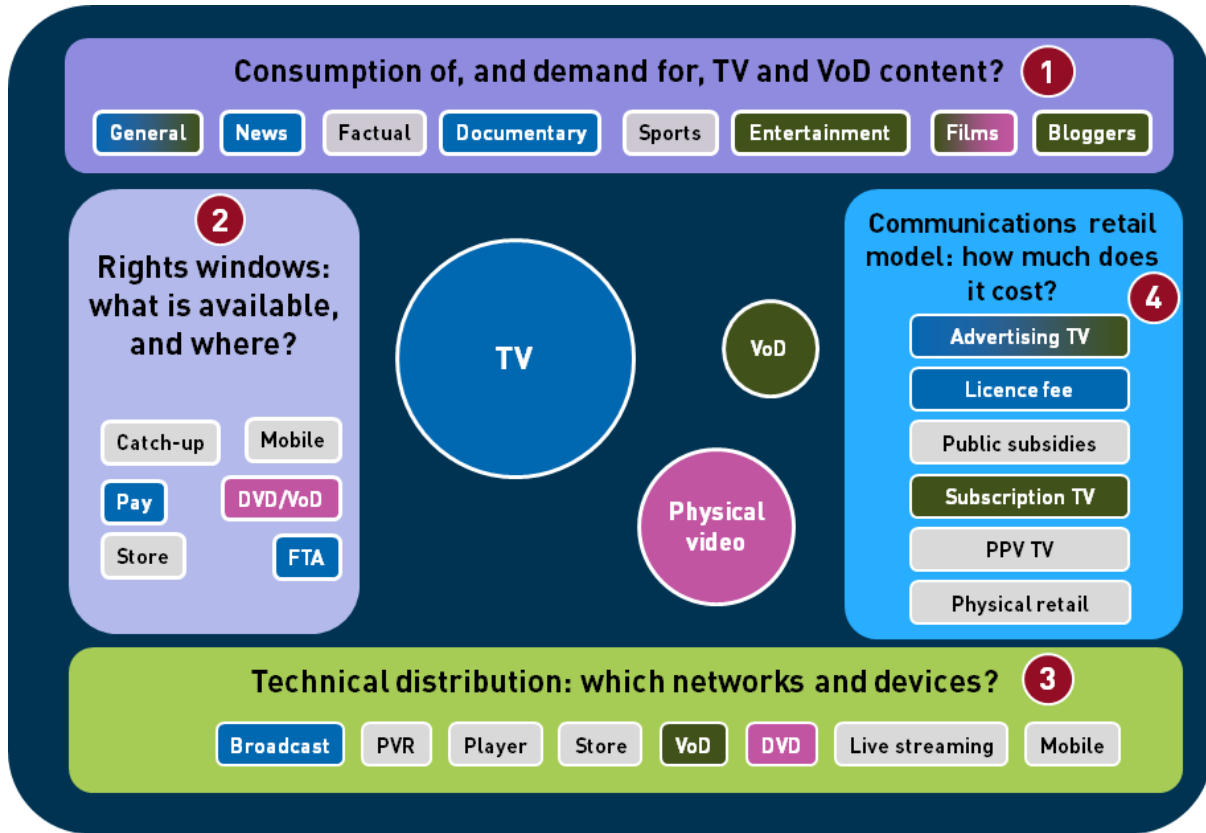 Consumption of, and demand for, TV and VoD content? 1
General News Factual Documentary Sports Entertainment Films Bloggers
2
Rights windows:
what is available,
and where?
Catch-up Mobile
Pay DVD/VoD
Store FTA
TV
VoD
Physical
video
Communications retail
model: how much does
it cost?
4
Advertising TV
Licence fee
Public subsidies
Subscription TV
PPV TV
Physical retail
Technical distribution: which networks and devices? 3
Broadcast PVR Player Store VoD DVD Live streaming Mobile